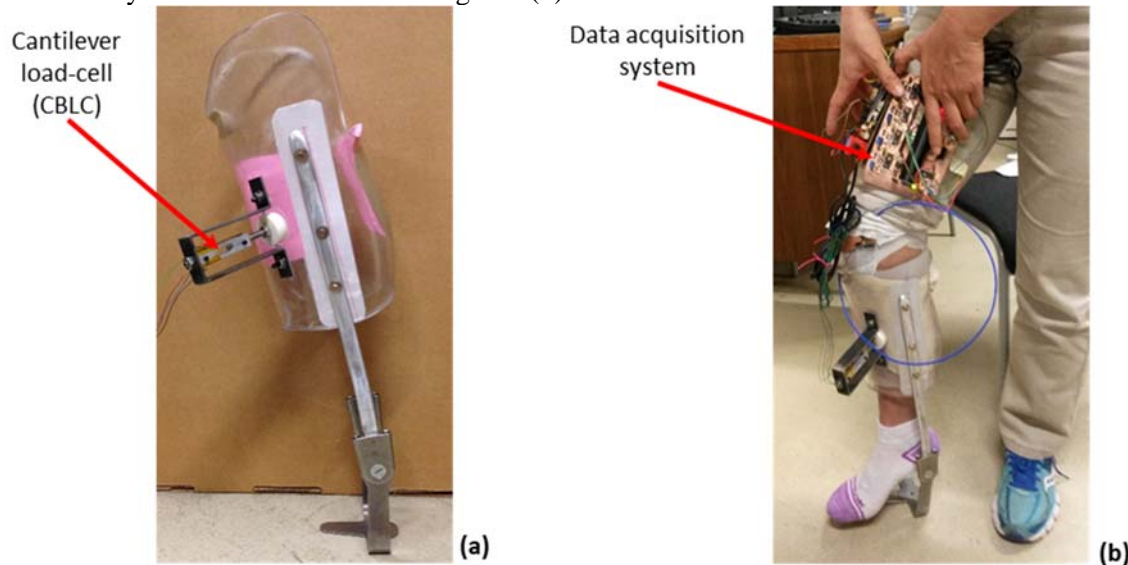 Cantilever
load-cell
(CBLC)
Data acquisition
system
(a)
(b)